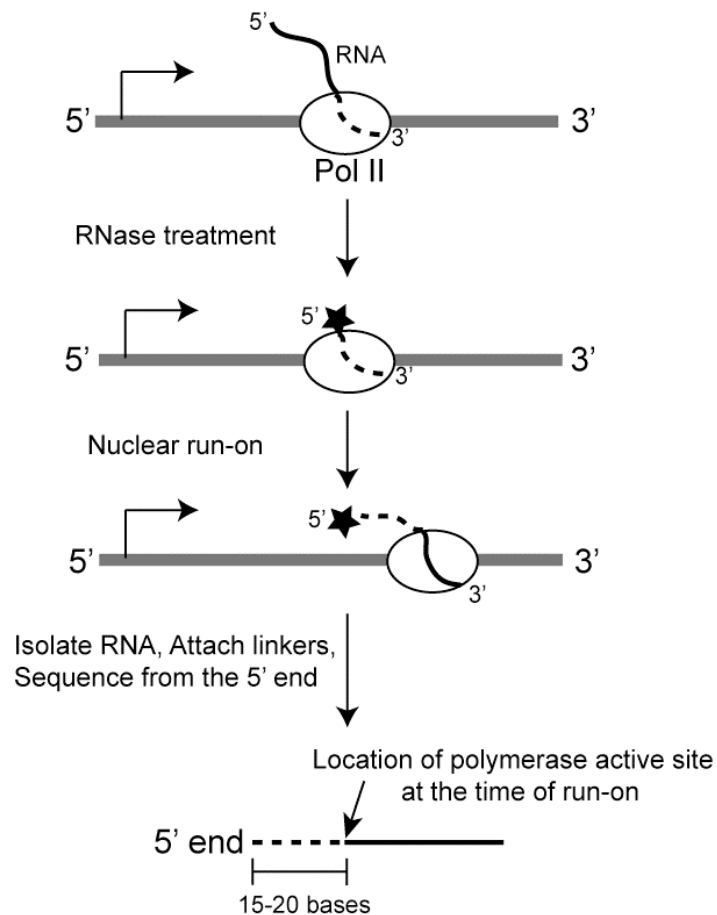 5’
RNA
5’
3’
3’
Pol II
RNase treatment
5’
5’
3’
3’
Nuclear run-on
5’
5’
3’
3’
Isolate RNA, Attach linkers,
Sequence from the 5’ end
Location of polymerase active site
at the time of run-on
5’ end
15-20 bases